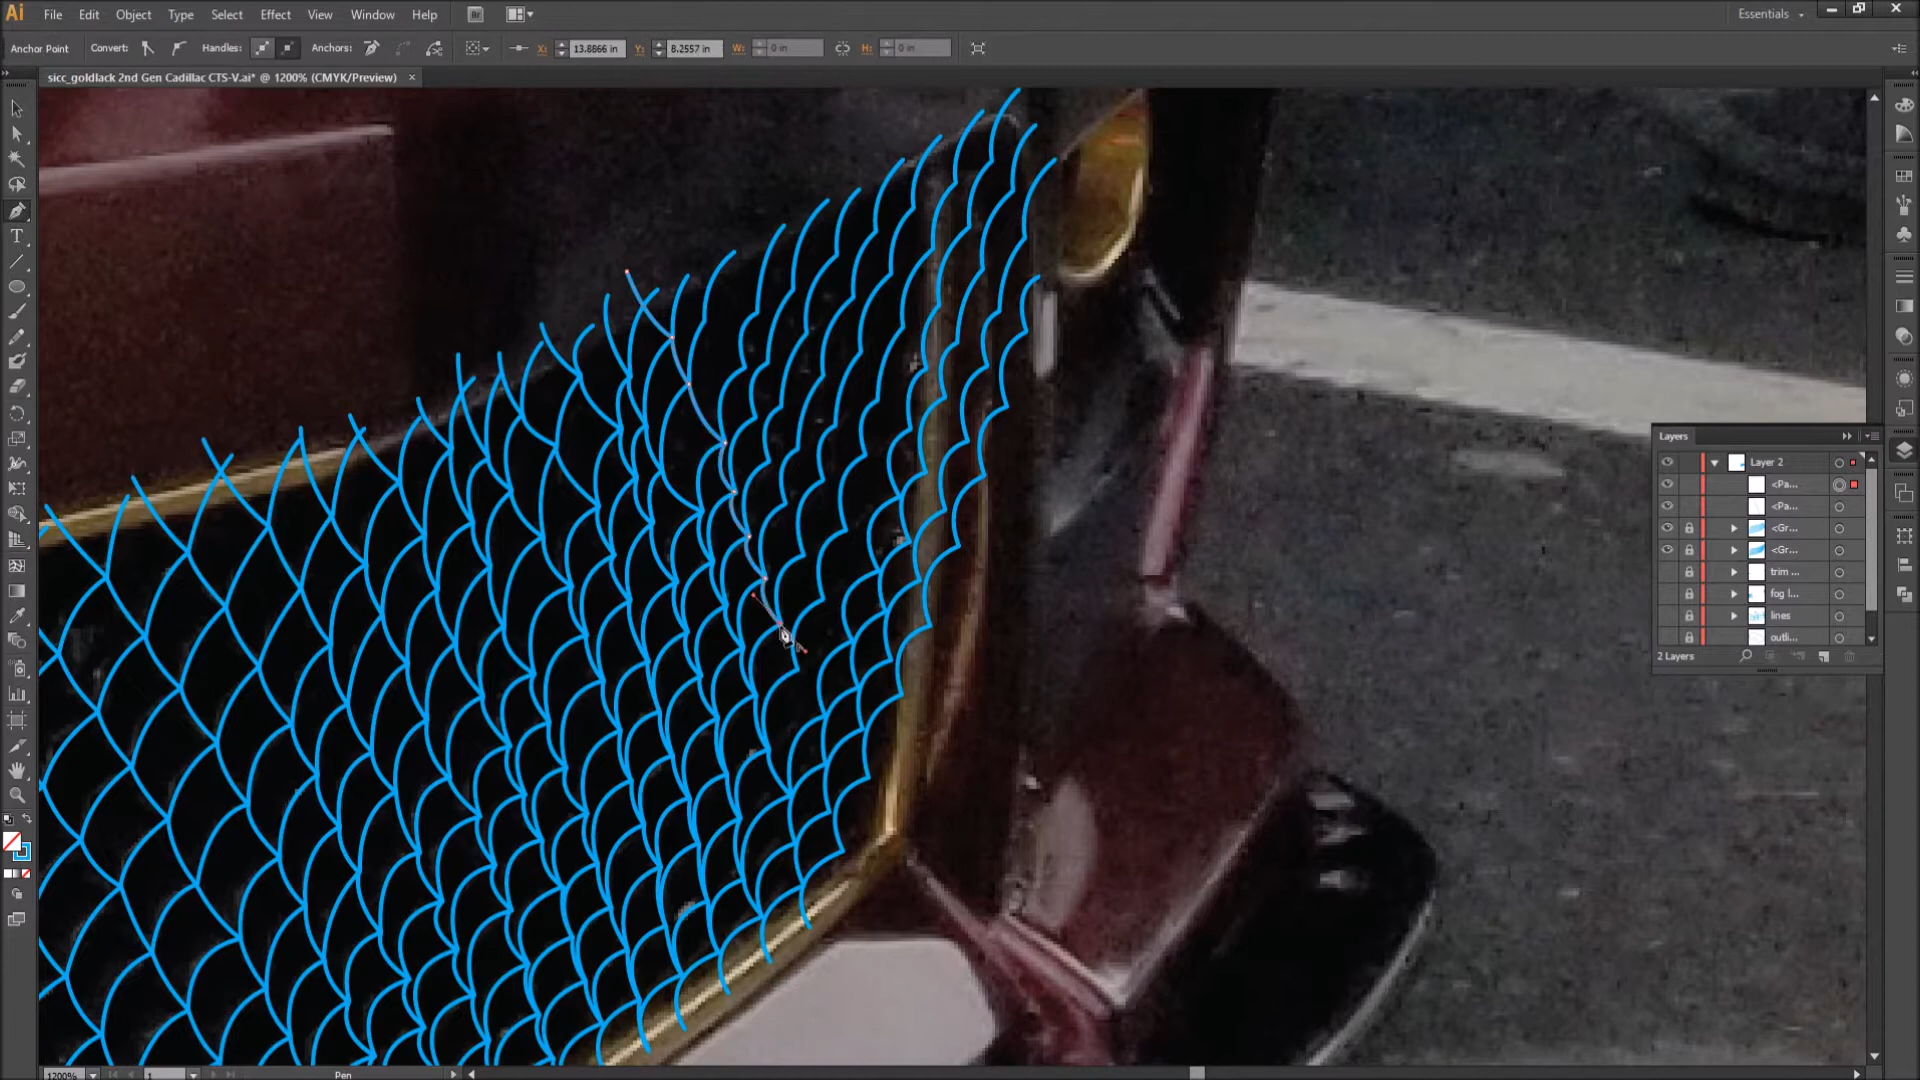 Ai File Edit Object Type Select Effect View Window Help Br Essentials
Anchor Point Convert: Handles: Anchors: X: 13.8866 in Y: 8.2557 in W: 0 in H: 0 in
sicc_goldlack 2nd Gen Cadillac CTS-V.ai* @ 1200% (CMYK/Preview) ×
Layers
Layer 2
<Pa...
<Pa...
<Gr...
<Gr...
trim ...
fog l...
lines
outli...
2 Layers
1200% 1 Pen